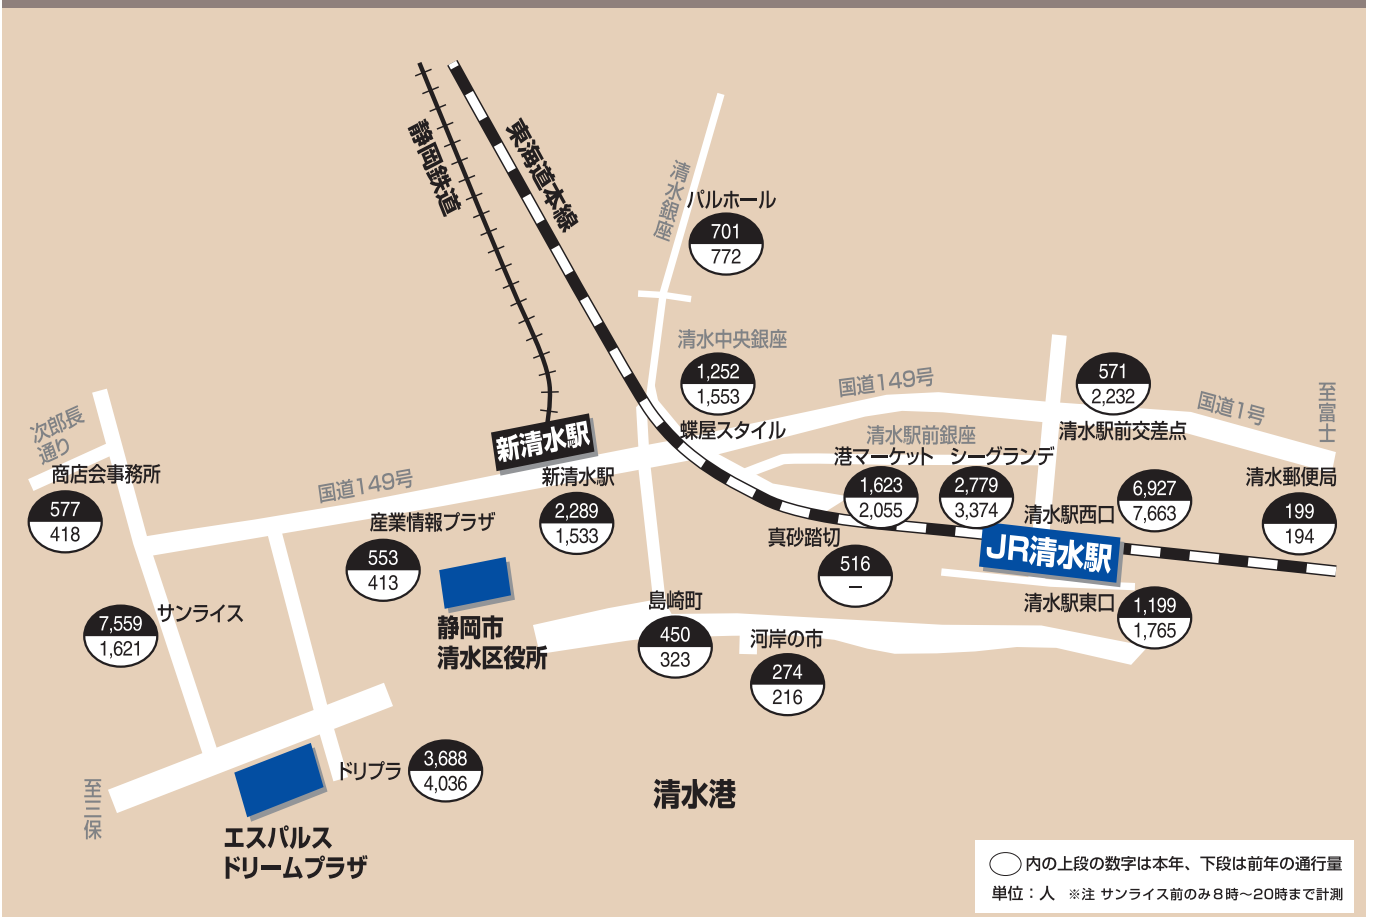 静岡鉄道
東海道本線
清水銀座
パルホール
701
772
清水中央銀座
1,252
1,553
国道149号
571
2,232
国道1号
至富士
次郎長
通り
新清水駅
蝶屋スタイル
清水駅前銀座
清水駅前交差点
商店会事務所
577
418
国道149号
新清水駅
2,289
1,533
港マーケット
1,623
2,055
シーグランデ
2,779
3,374
清水駅西口
6,927
7,663
清水郵便局
199
194
産業情報プラザ
553
413
真砂踏切
516
−
JR清水駅
サンライス
7,559
1,621
静岡市
清水区役所
島崎町
450
323
河岸の市
274
216
清水駅東口
1,199
1,765
ドリプラ
3,688
4,036
清水港
至三保
エスパルス
ドリームプラザ
内の上段の数字は本年、下段は前年の通行量
単位：人 ※注 サンライス前のみ8時～20時まで計測